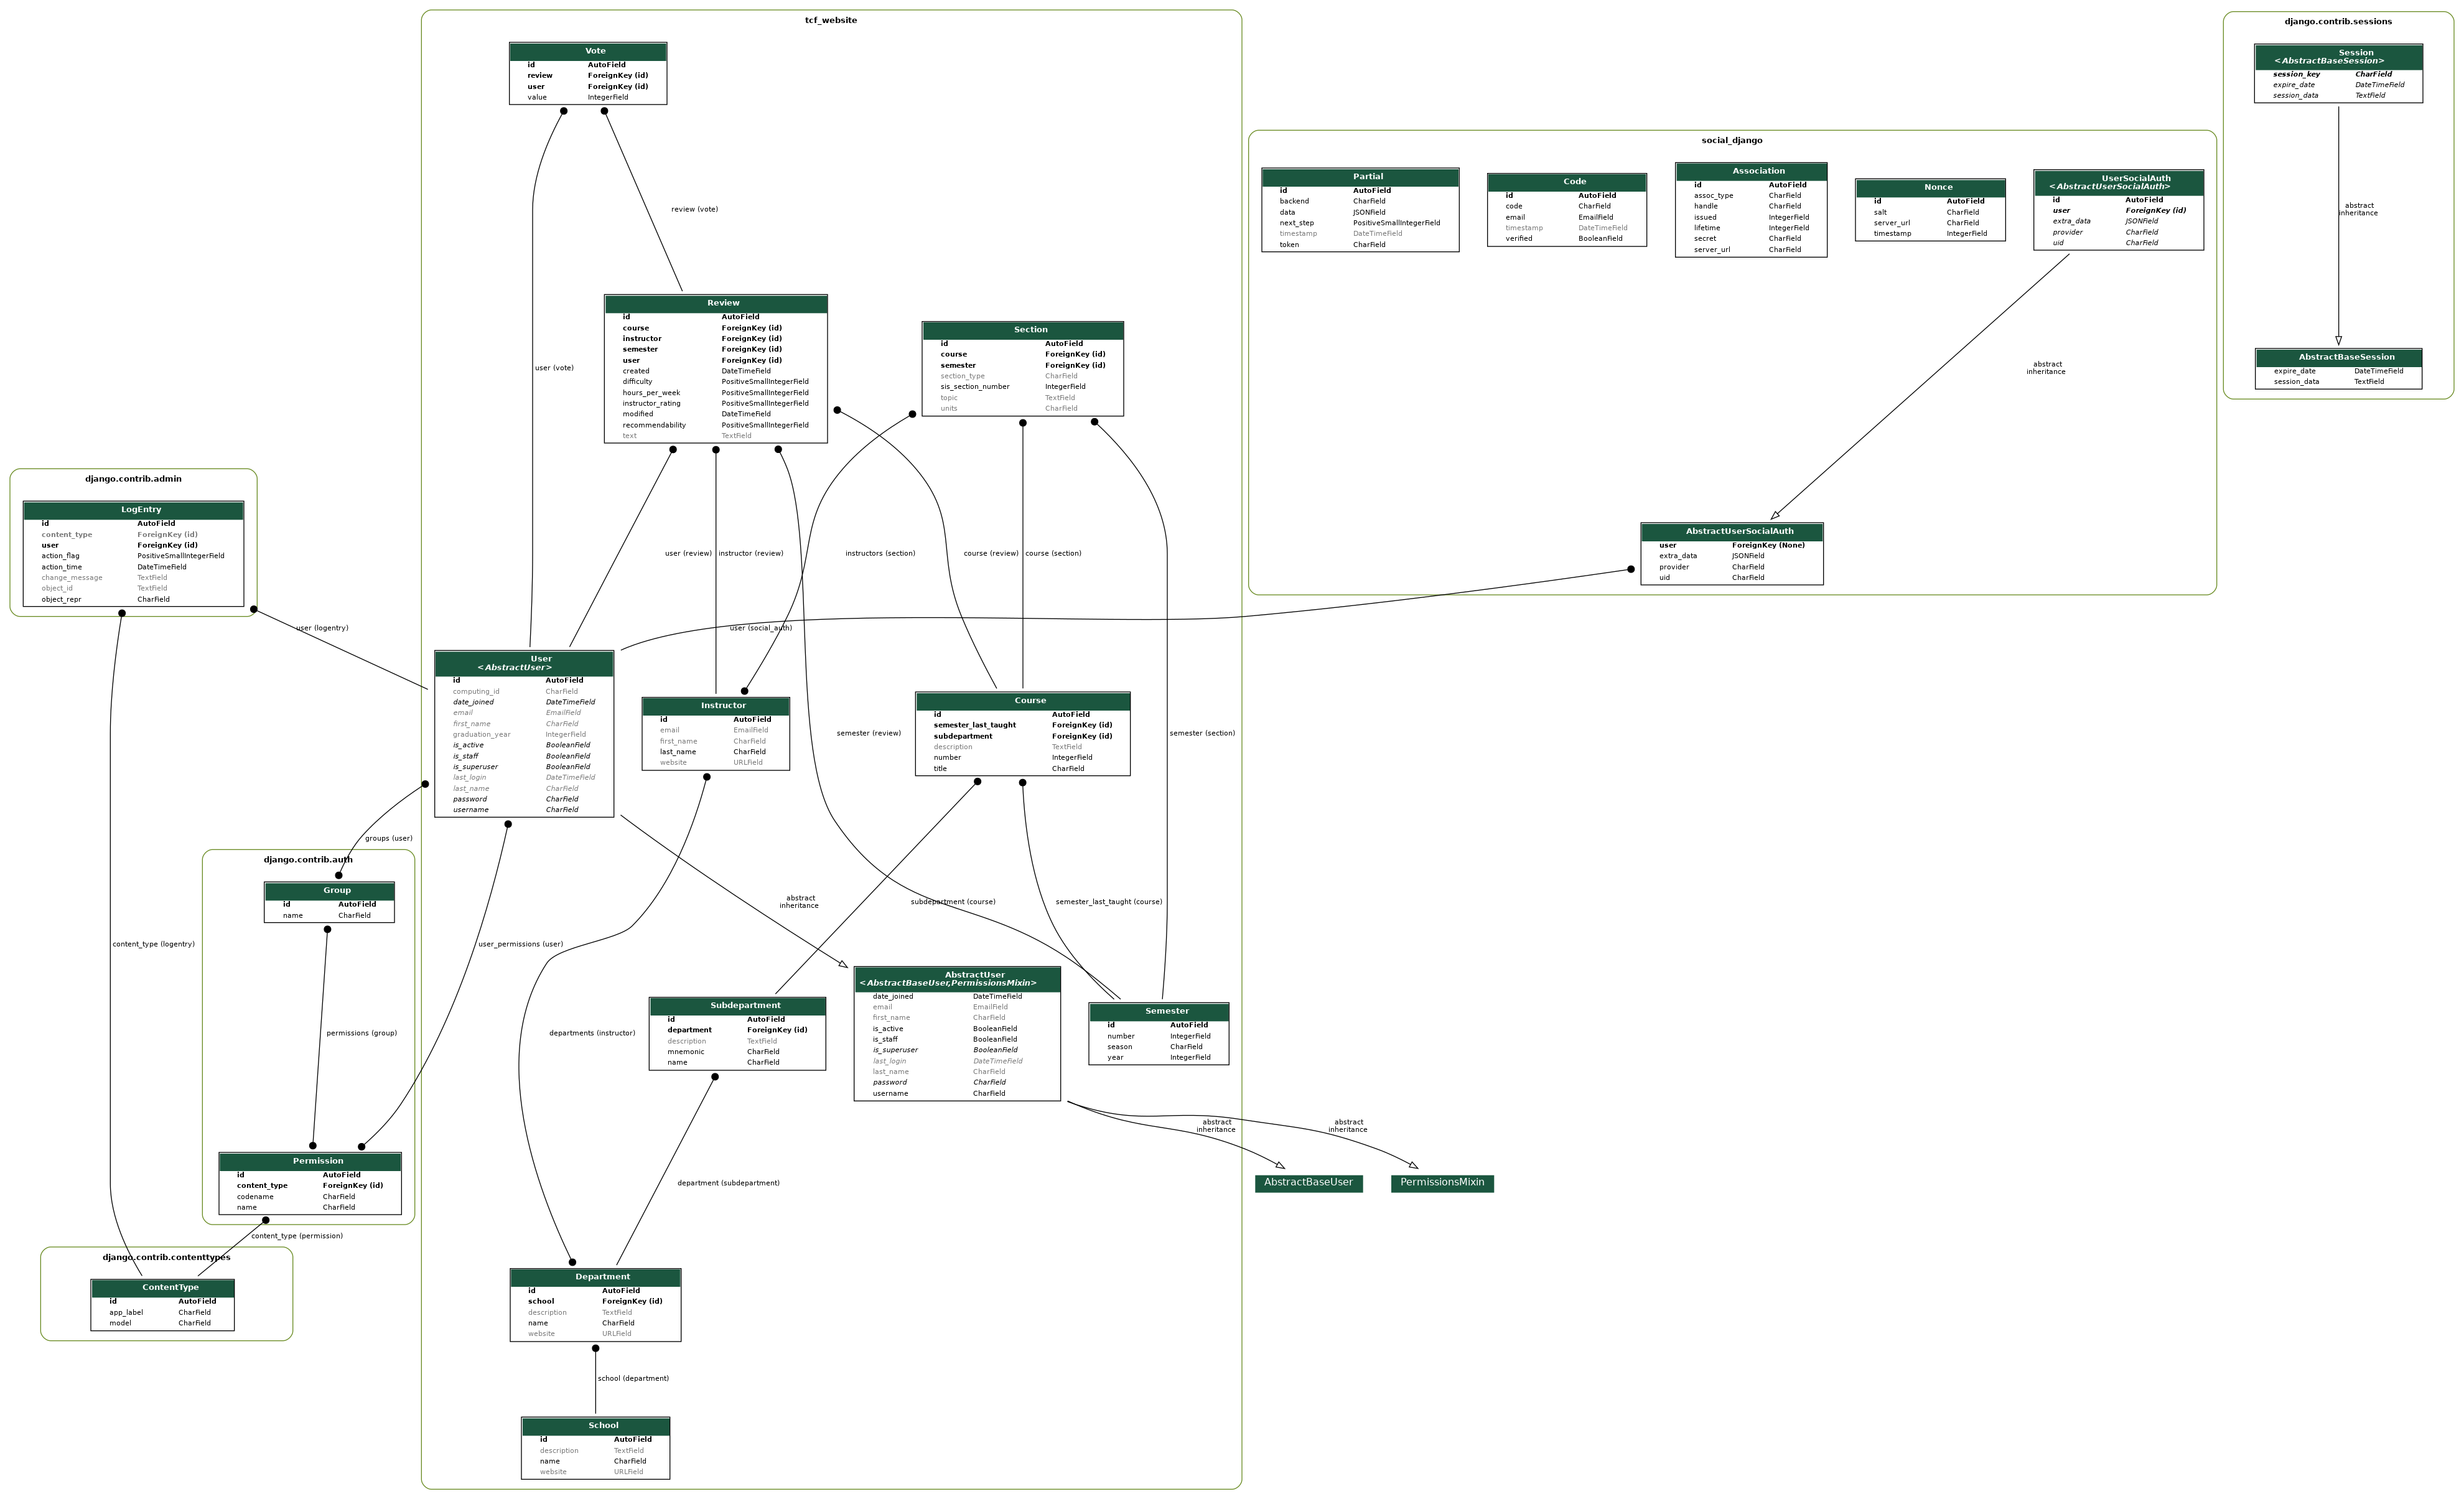 tcf_website
Vote
id AutoField
review ForeignKey (id)
user ForeignKey (id)
value IntegerField
user (vote)
review (vote)
Review
id AutoField
course ForeignKey (id)
instructor ForeignKey (id)
semester ForeignKey (id)
user ForeignKey (id)
created DateTimeField
difficulty PositiveSmallIntegerField
hours_per_week PositiveSmallIntegerField
instructor_rating PositiveSmallIntegerField
modified DateTimeField
recommendability PositiveSmallIntegerField
text TextField
Section
id AutoField
course ForeignKey (id)
semester ForeignKey (id)
section_type CharField
sis_section_number IntegerField
topic TextField
units CharField
user (review)
instructor (review)
instructors (section)
course (review)
course (section)
user (social_auth)
User
<AbstractUser>
id AutoField
computing_id CharField
date_joined DateTimeField
email EmailField
first_name CharField
graduation_year IntegerField
is_active BooleanField
is_staff BooleanField
is_superuser BooleanField
last_login DateTimeField
last_name CharField
password CharField
username CharField
Instructor
id AutoField
email EmailField
first_name CharField
last_name CharField
website URLField
semester (review)
Course
id AutoField
semester_last_taught ForeignKey (id)
subdepartment ForeignKey (id)
description TextField
number IntegerField
title CharField
semester (section)
abstract
inheritance
subdepartment (course)
semester_last_taught (course)
user_permissions (user)
departments (instructor)
Subdepartment
id AutoField
department ForeignKey (id)
description TextField
mnemonic CharField
name CharField
AbstractUser
<AbstractBaseUser,PermissionsMixin>
date_joined DateTimeField
email EmailField
first_name CharField
is_active BooleanField
is_staff BooleanField
is_superuser BooleanField
last_login DateTimeField
last_name CharField
password CharField
username CharField
Semester
id AutoField
number IntegerField
season CharField
year IntegerField
abstract
inheritance
abstract
inheritance
AbstractBaseUser
PermissionsMixin
department (subdepartment)
Department
id AutoField
school ForeignKey (id)
description TextField
name CharField
website URLField
school (department)
School
id AutoField
description TextField
name CharField
website URLField
django.contrib.admin
LogEntry
id AutoField
content_type ForeignKey (id)
user ForeignKey (id)
action_flag PositiveSmallIntegerField
action_time DateTimeField
change_message TextField
object_id TextField
object_repr CharField
user (logentry)
content_type (logentry)
groups (user)
django.contrib.auth
Group
id AutoField
name CharField
permissions (group)
Permission
id AutoField
content_type ForeignKey (id)
codename CharField
name CharField
content_type (permission)
django.contrib.contenttypes
ContentType
id AutoField
app_label CharField
model CharField
social_django
Partial
id AutoField
backend CharField
data JSONField
next_step PositiveSmallIntegerField
timestamp DateTimeField
token CharField
Code
id AutoField
code CharField
email EmailField
timestamp DateTimeField
verified BooleanField
Association
id AutoField
assoc_type CharField
handle CharField
issued IntegerField
lifetime IntegerField
secret CharField
server_url CharField
Nonce
id AutoField
salt CharField
server_url CharField
timestamp IntegerField
UserSocialAuth
<AbstractUserSocialAuth>
id AutoField
user ForeignKey (id)
extra_data JSONField
provider CharField
uid CharField
abstract
inheritance
AbstractUserSocialAuth
user ForeignKey (None)
extra_data JSONField
provider CharField
uid CharField
django.contrib.sessions
Session
<AbstractBaseSession>
session_key CharField
expire_date DateTimeField
session_data TextField
abstract
inheritance
AbstractBaseSession
expire_date DateTimeField
session_data TextField